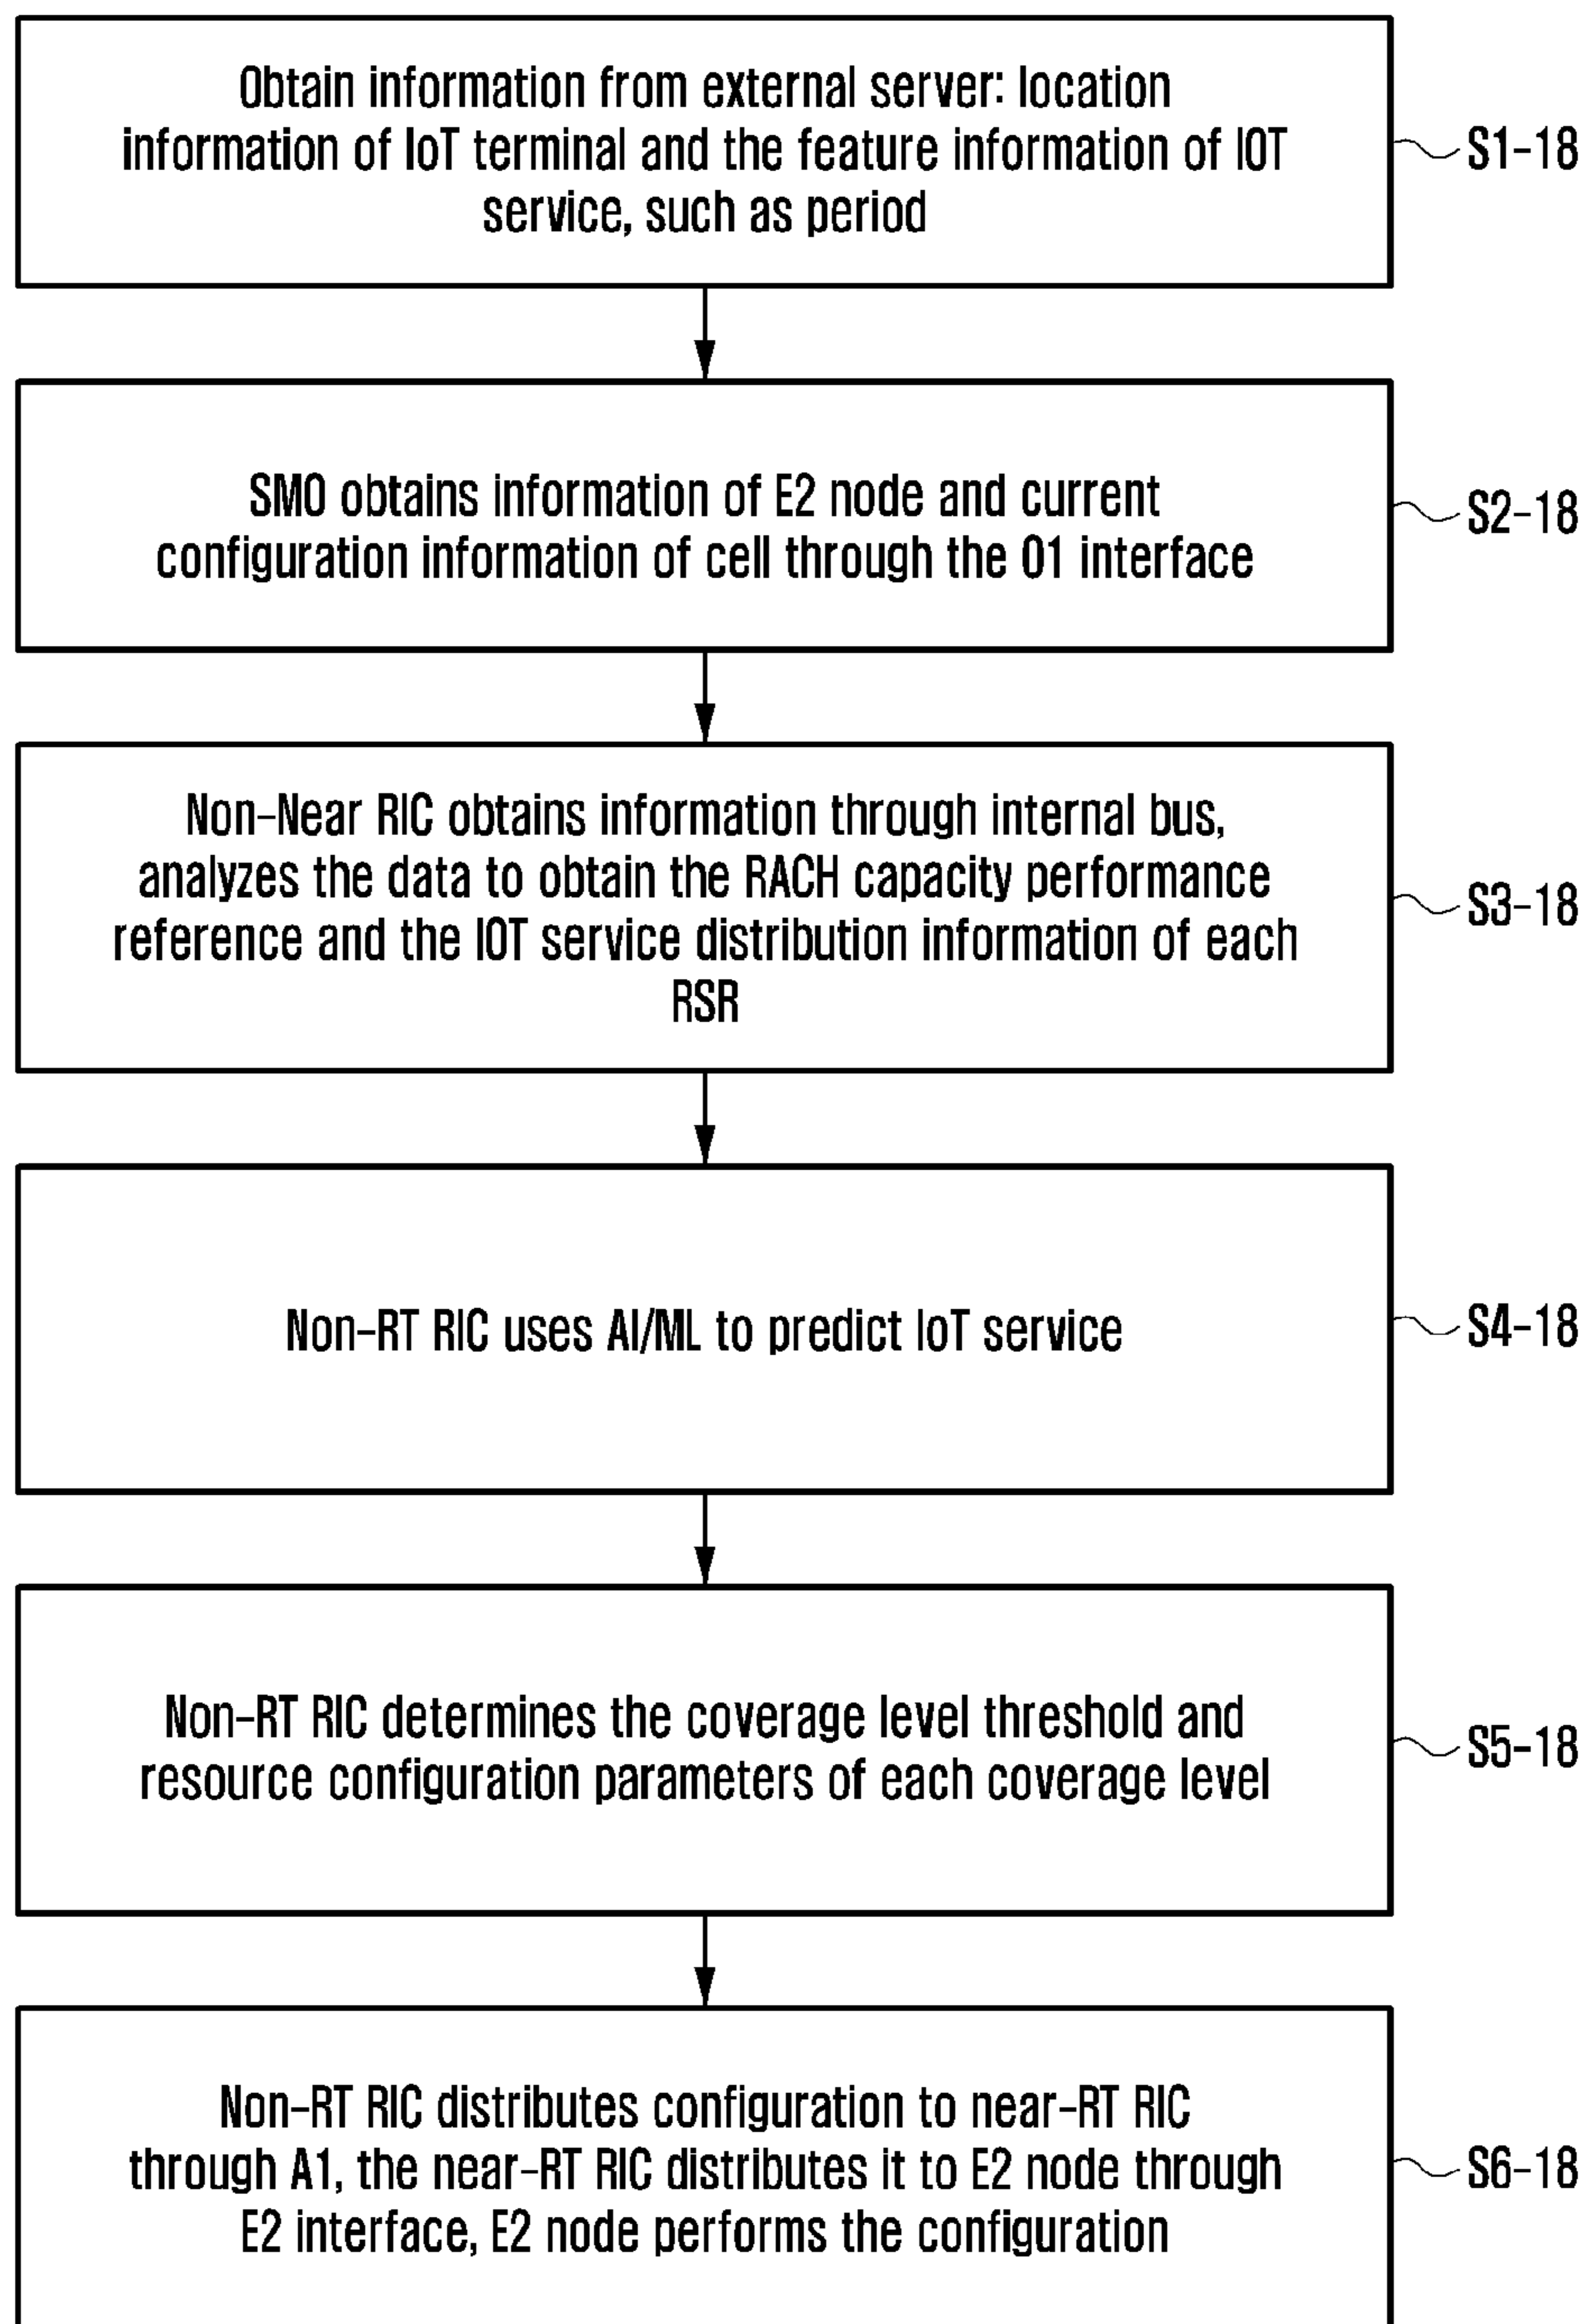 Obtain information from external server: location
information of IoT terminal and the feature information of IOT
service, such as period
S1-18
SMO obtains information of E2 node and current
configuration information of cell through the O1 interface
S2-18
Non-Near RIC obtains information through internal bus,
analyzes the data to obtain the RACH capacity performance
reference and the IOT service distribution information of each
RSR
S3-18
Non-RT RIC uses AI/ML to predict IoT service
S4-18
Non-RT RIC determines the coverage level threshold and
resource configuration parameters of each coverage level
S5-18
Non-RT RIC distributes configuration to near-RT RIC
through A1, the near-RT RIC distributes it to E2 node through
E2 interface, E2 node performs the configuration
S6-18